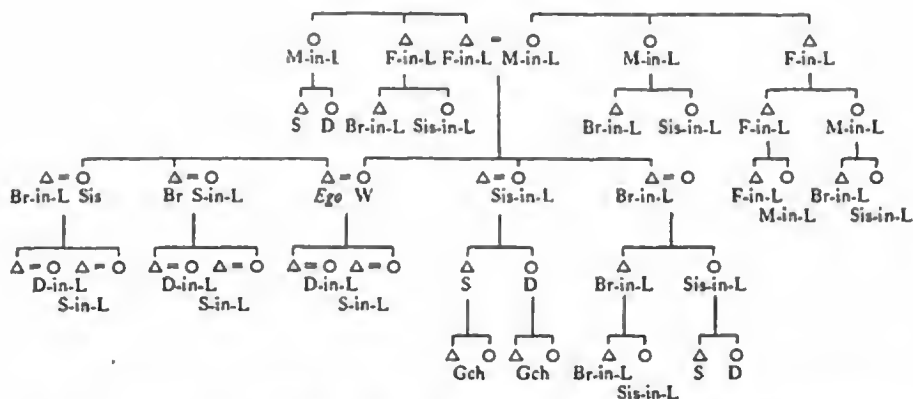 M-in-L F-in-L F-in-L = M-in-L M-in-L F-in-L
S D Br-in-L Sis-in-L Br-in-L Sis-in-L F-in-L M-in-L
= = = = =
Br-in-L Sis Br S-in-L Ego W Sis-in-L Br-in-L F-in-L Br-in-L
M-in-L Sis-in-L
= = = = = =
D-in-L D-in-L D-in-L S D Br-in-L Sis-in-L
S-in-L S-in-L S-in-L
Gch Gch Br-in-L S D
Sis-in-L